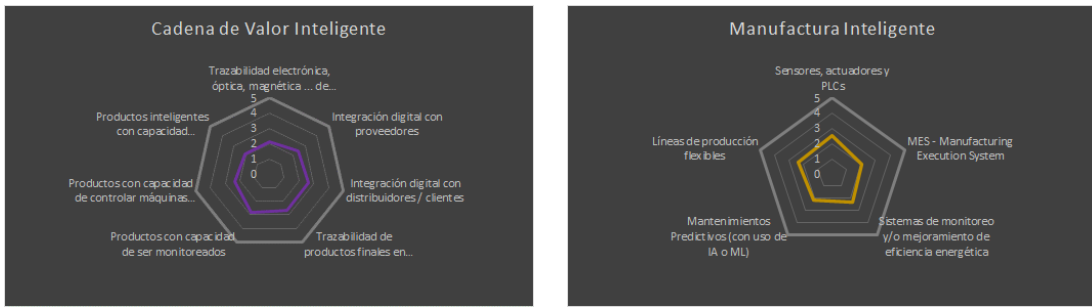 Cadena de Valor Inteligente
Trazabilidad electrónica,
óptica, magnética ... de...
5
4
3
2
1
0
Productos inteligentes
con capacidad...
Integración digital con
proveedores
Productos con capacidad
de controlar máquinas...
Integración digital con
distribuidores / clientes
Productos con capacidad
de ser monitoreados
Trazabilidad de
productos finales en...
Manufactura Inteligente
Sensores, actuadores y
PLCs
5
4
3
2
1
0
Líneas de producción
flexibles
MES - Manufacturing
Execution System
Mantenimientos
Predictivos (con uso de
IA o ML)
Sistemas de monitoreo
y/o mejoramiento de
eficiencia energética